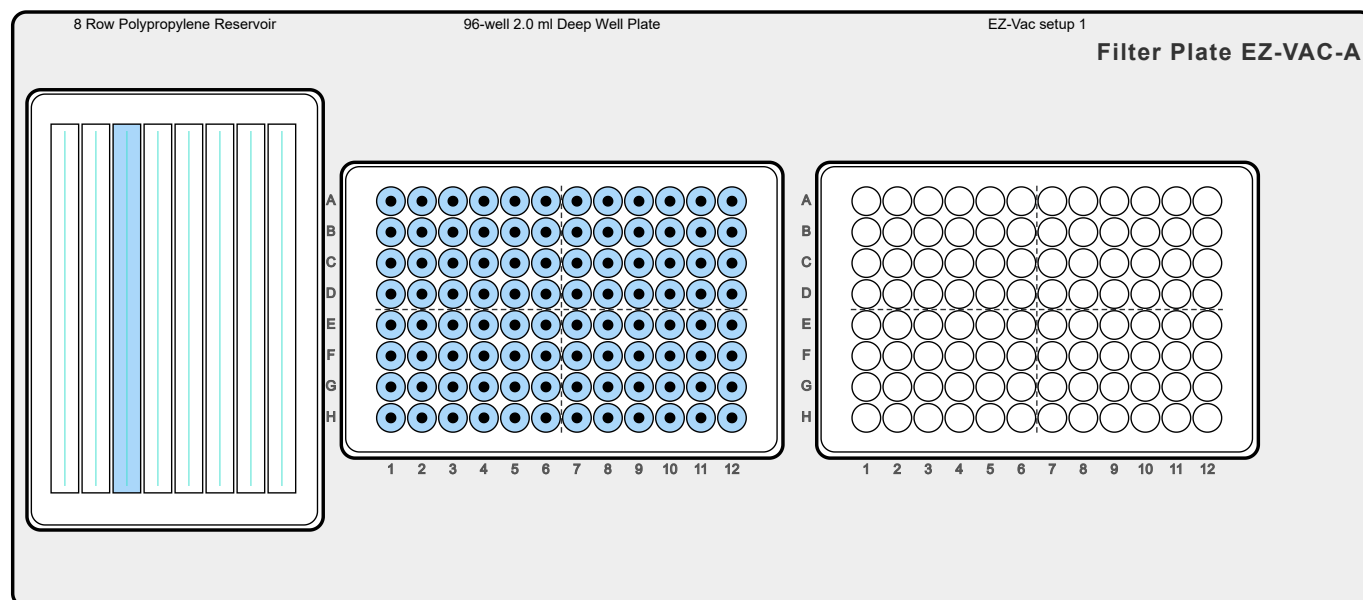 8 Row Polypropylene Reservoir
96-well 2.0 ml Deep Well Plate
EZ-Vac setup 1
Filter Plate EZ-VAC-A
A
B
C
D
E
F
G
H
1 2 3 4 5 6 7 8 9 10 11 12
A
B
C
D
E
F
G
H
1 2 3 4 5 6 7 8 9 10 11 12